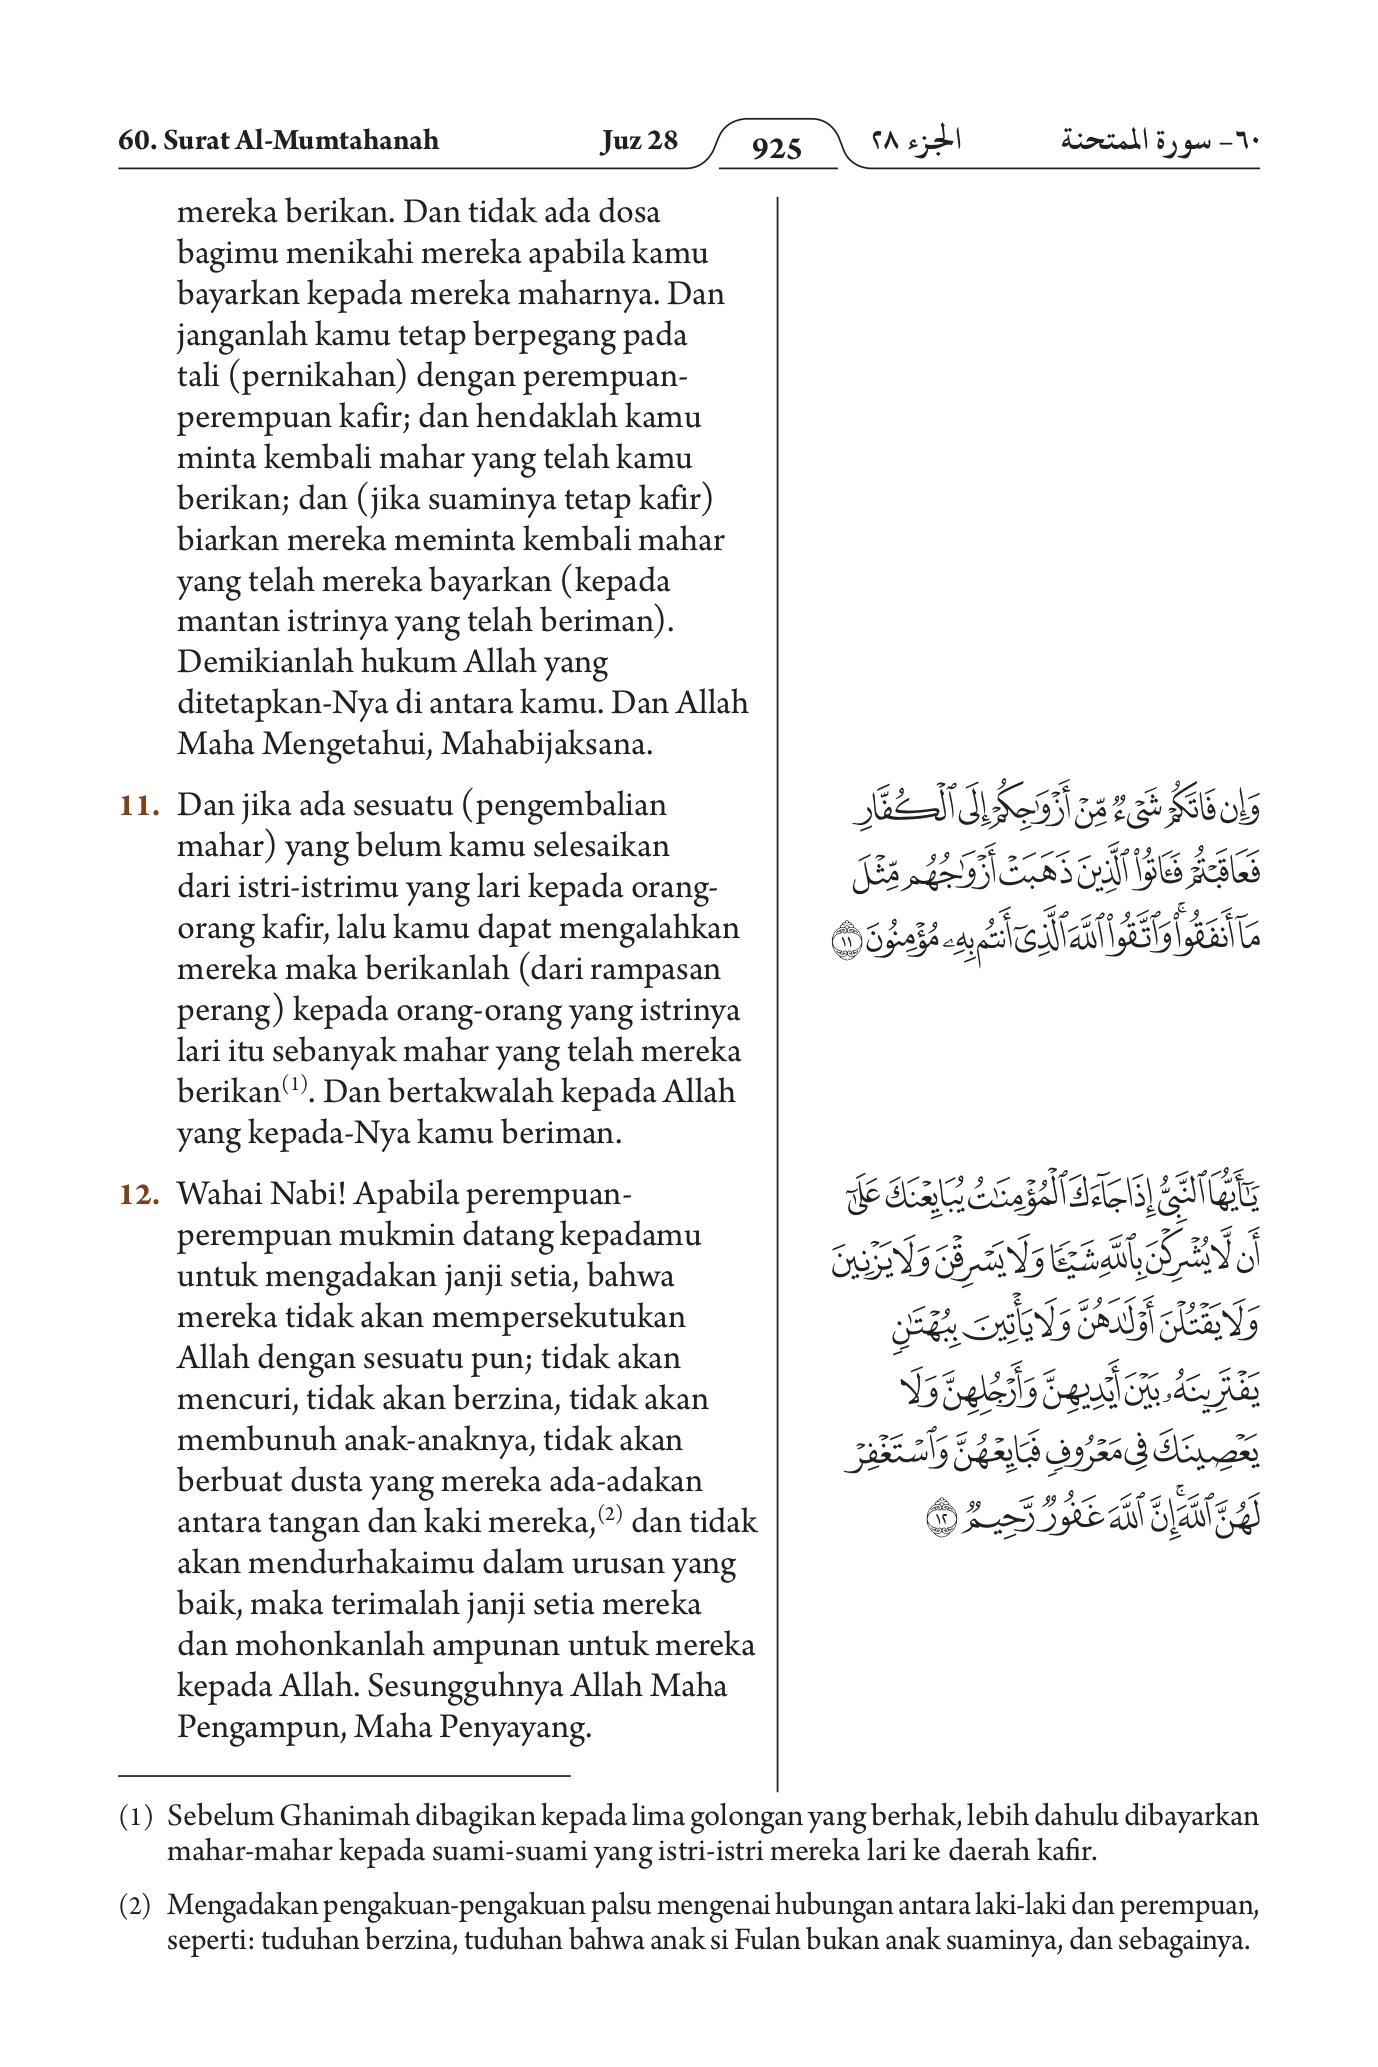 60. Surat Al-Mumtahanah Juz 28 925 الجزء ٢٨ ٦٠- سورة الممتحنة
mereka berikan. Dan tidak ada dosa
bagimu menikahi mereka apabila kamu
bayarkan kepada mereka maharnya. Dan
janganlah kamu tetap berpegang pada
tali (pernikahan) dengan perempuan-
perempuan kafir; dan hendaklah kamu
minta kembali mahar yang telah kamu
berikan; dan (jika suaminya tetap kafir)
biarkan mereka meminta kembali mahar
yang telah mereka bayarkan (kepada
mantan istrinya yang telah beriman).
Demikianlah hukum Allah yang
ditetapkan-Nya di antara kamu. Dan Allah
Maha Mengetahui, Mahabijaksana.
11. Dan jika ada sesuatu (pengembalian
mahar) yang belum kamu selesaikan
dari istri-istrimu yang lari kepada orang-
orang kafir, lalu kamu dapat mengalahkan
mereka maka berikanlah (dari rampasan
perang) kepada orang-orang yang istrinya
lari itu sebanyak mahar yang telah mereka
berikan(1). Dan bertakwalah kepada Allah
yang kepada-Nya kamu beriman.
وَإِن فَاتَكُمۡ شَيۡءٞ مِّنۡ أَزۡوَٰجِكُمۡ إِلَى ٱلۡكُفَّارِ
فَعَاقَبۡتُمۡ فَـَٔاتُواْ ٱلَّذِينَ ذَهَبَتۡ أَزۡوَٰجُهُم مِّثۡلَ
مَآ أَنفَقُواْۚ وَٱتَّقُواْ ٱللَّهَ ٱلَّذِيٓ أَنتُم بِهِۦ مُؤۡمِنُونَ ١١
12. Wahai Nabi! Apabila perempuan-
perempuan mukmin datang kepadamu
untuk mengadakan janji setia, bahwa
mereka tidak akan mempersekutukan
Allah dengan sesuatu pun; tidak akan
mencuri, tidak akan berzina, tidak akan
membunuh anak-anaknya, tidak akan
berbuat dusta yang mereka ada-adakan
antara tangan dan kaki mereka,(2) dan tidak
akan mendurhakaimu dalam urusan yang
baik, maka terimalah janji setia mereka
dan mohonkanlah ampunan untuk mereka
kepada Allah. Sesungguhnya Allah Maha
Pengampun, Maha Penyayang.
يَٰٓأَيُّهَا ٱلنَّبِيُّ إِذَا جَآءَكَ ٱلۡمُؤۡمِنَٰتُ يُبَايِعۡنَكَ عَلَىٰٓ
أَن لَّا يُشۡرِكۡنَ بِٱللَّهِ شَيۡـٔٗا وَلَا يَسۡرِقۡنَ وَلَا يَزۡنِينَ
وَلَا يَقۡتُلۡنَ أَوۡلَٰدَهُنَّ وَلَا يَأۡتِينَ بِبُهۡتَٰنٖ
يَفۡتَرِينَهُۥ بَيۡنَ أَيۡدِيهِنَّ وَأَرۡجُلِهِنَّ وَلَا
يَعۡصِينَكَ فِي مَعۡرُوفٖ فَبَايِعۡهُنَّ وَٱسۡتَغۡفِرۡ
لَهُنَّ ٱللَّهَۚ إِنَّ ٱللَّهَ غَفُورٞ رَّحِيمٞ ١٢
(1) Sebelum Ghanimah dibagikan kepada lima golongan yang berhak, lebih dahulu dibayarkan
mahar-mahar kepada suami-suami yang istri-istri mereka lari ke daerah kafir.
(2) Mengadakan pengakuan-pengakuan palsu mengenai hubungan antara laki-laki dan perempuan,
seperti: tuduhan berzina, tuduhan bahwa anak si Fulan bukan anak suaminya, dan sebagainya.